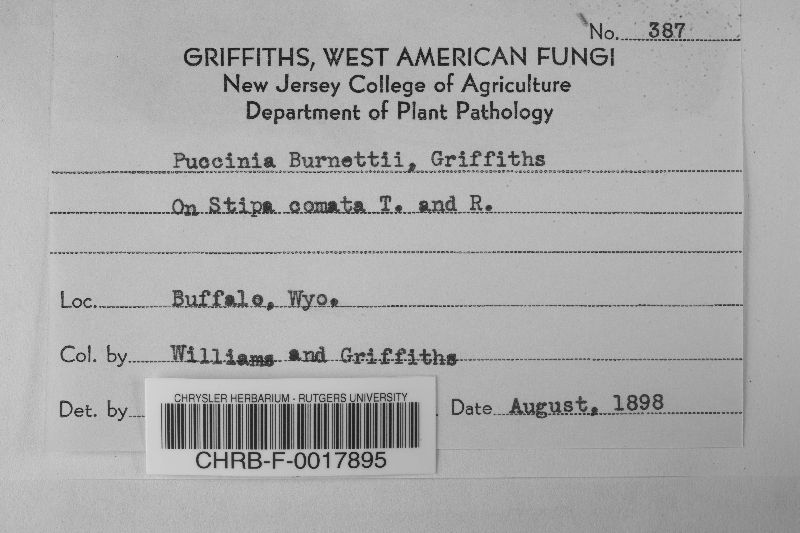 No. 387
GRIFFITHS, WEST AMERICAN FUNGI
New Jersey College of Agriculture
Department of Plant Pathology
Puccinia Burnettii, Griffiths
On Stipa comata T. and R.
Loc. Buffalo, Wyo.
Col. by Williams and Griffiths
Det. by Date August, 1898
CHRYSLER HERBARIUM - RUTGERS UNIVERSITY
CHRB-F-0017895